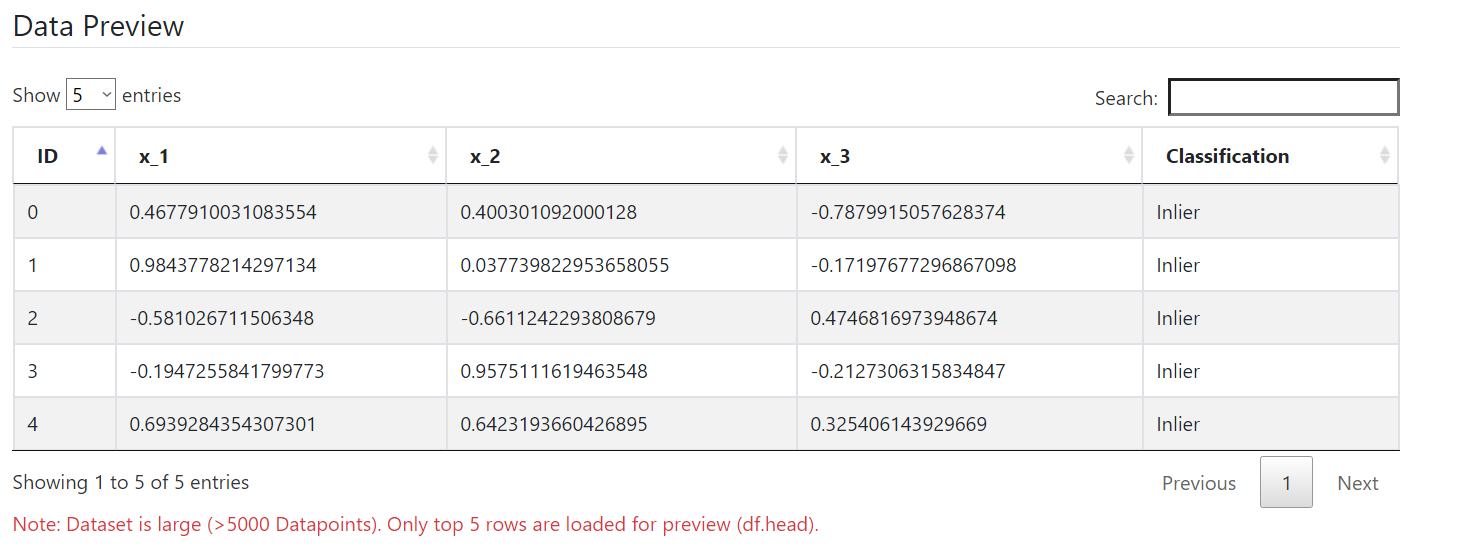 Data Preview
Show 5 entries Search:
ID x_1 x_2 x_3 Classification
0 0.4677910031083554 0.400301092000128 -0.7879915057628374 Inlier
1 0.9843778214297134 0.037739822953658055 -0.17197677296867098 Inlier
2 -0.581026711506348 -0.6611242293808679 0.4746816973948674 Inlier
3 -0.1947255841799773 0.9575111619463548 -0.2127306315834847 Inlier
4 0.6939284354307301 0.6423193660426895 0.325406143929669 Inlier
Showing 1 to 5 of 5 entries Previous 1 Next
Note: Dataset is large (>5000 Datapoints). Only top 5 rows are loaded for preview (df.head).